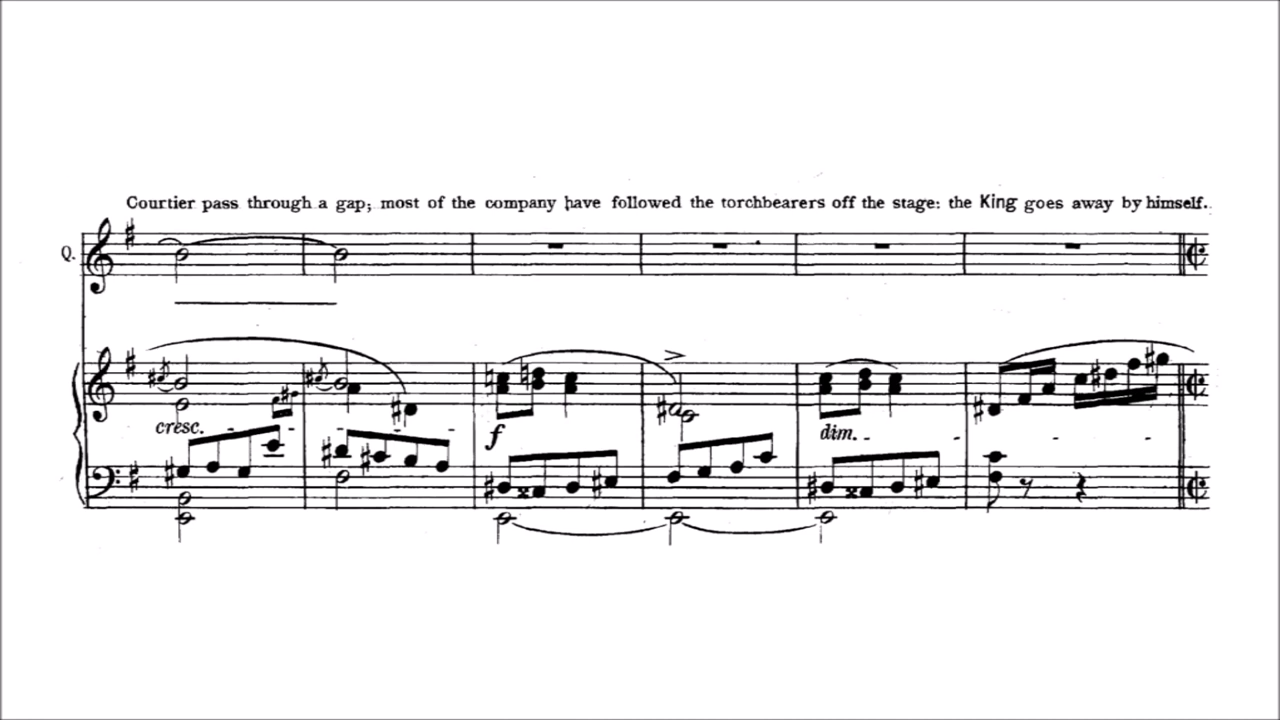 Courtier pass through a gap; most of the company have followed the torchbearers off the stage: the King goes away by himself.
Q.
cresc.
f
dim.